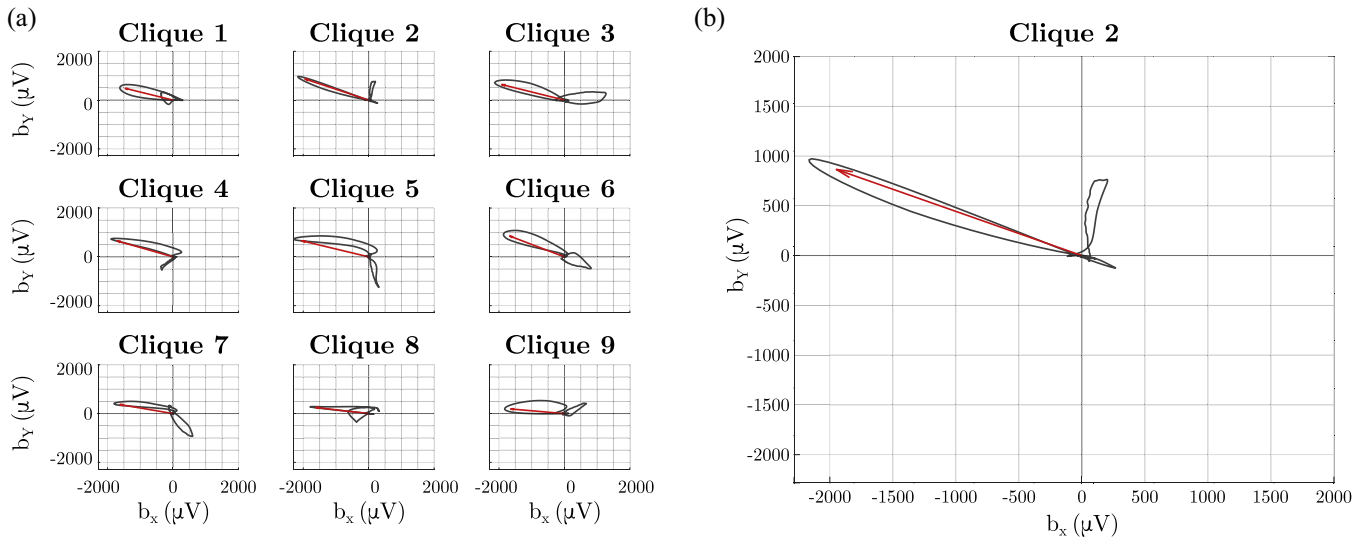 (a)
Clique 1 Clique 2 Clique 3
2000
0
-2000
b_Y (μV)
Clique 4 Clique 5 Clique 6
2000
0
-2000
b_Y (μV)
Clique 7 Clique 8 Clique 9
2000
0
-2000
b_Y (μV)
-2000 0 2000 -2000 0 2000 -2000 0 2000
b_x (μV) b_x (μV) b_x (μV)
(b)
Clique 2
2000
1500
1000
500
0
-500
-1000
-1500
-2000
b_Y (μV)
-2000 -1500 -1000 -500 0 500 1000 1500 2000
b_x (μV)